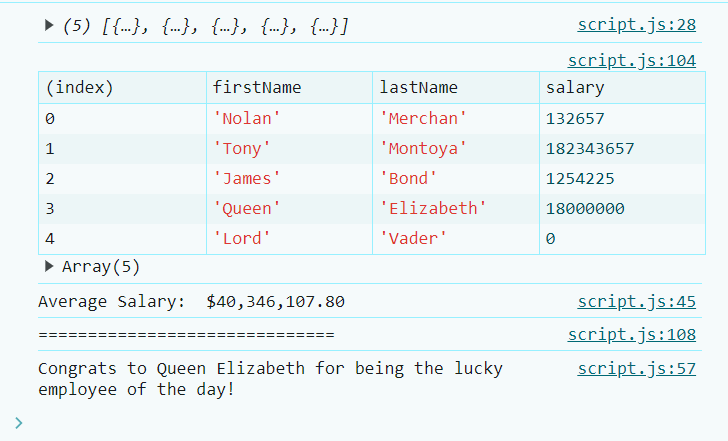 ▶ (5) [{…}, {…}, {…}, {…}, {…}] script.js:28
script.js:104
(index) firstName lastName salary
0 'Nolan' 'Merchan' 132657
1 'Tony' 'Montoya' 182343657
2 'James' 'Bond' 1254225
3 'Queen' 'Elizabeth' 18000000
4 'Lord' 'Vader' 0
▶ Array(5)
Average Salary:  $40,346,107.80 script.js:45
============================== script.js:108
Congrats to Queen Elizabeth for being the lucky script.js:57
employee of the day!
>